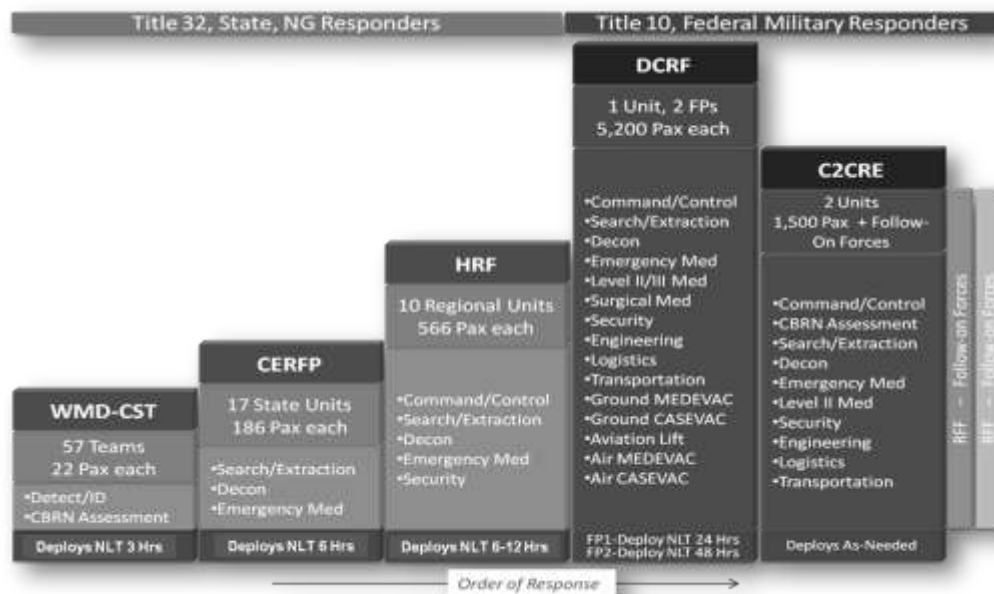 Title 32, State, NG Responders
Title 10, Federal Military Responders
WMD-CST
57 Teams
22 Pax each
•Detect/ID
•CBRN Assessment
Deploys NLT 3 Hrs
CERFP
17 State Units
186 Pax each
•Search/Extraction
•Decon
•Emergency Med
Deploys NLT 6 Hrs
HRF
10 Regional Units
566 Pax each
•Command/Control
•Search/Extraction
•Decon
•Emergency Med
•Security
Deploys NLT 6-12 Hrs
DCRF
1 Unit, 2 FPs
5,200 Pax each
•Command/Control
•Search/Extraction
•Decon
•Emergency Med
•Level II/III Med
•Surgical Med
•Security
•Engineering
•Logistics
•Transportation
•Ground MEDEVAC
•Ground CASEVAC
•Aviation Lift
•Air MEDEVAC
•Air CASEVAC
FP1-Deploy NLT 24 Hrs
FP2-Deploy NLT 48 Hrs
C2CRE
2 Units
1,500 Pax + Follow-
On Forces
•Command/Control
•CBRN Assessment
•Search/Extraction
•Decon
•Emergency Med
•Level II Med
•Security
•Engineering
•Logistics
•Transportation
Deploys As-Needed
RFF – Follow-on Forces
RFF – Follow-on Forces
Order of Response